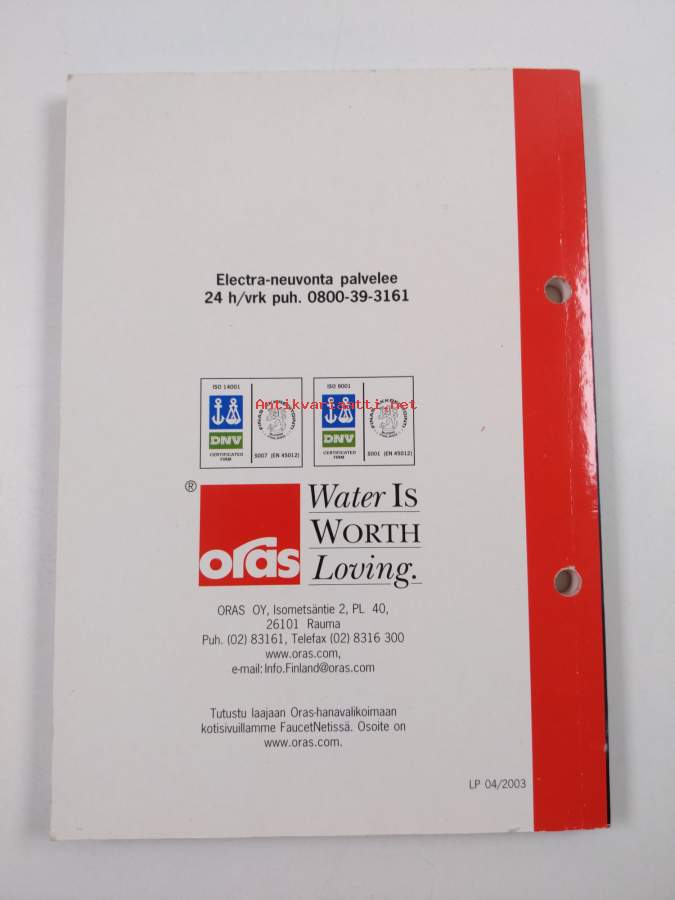 Electra-neuvonta palvelee
24 h/vrk puh. 0800-39-3161
ISO 14001
DNV
CERTIFICATED
FIRM
S007 (EN 45012)
ISO 9001
DNV
CERTIFICATED
FIRM
S001 (EN 45012)
Antikvariaatti.net
®
oras
Water IS
WORTH
Loving.
ORAS OY, Isometsäntie 2, PL 40,
26101 Rauma
Puh. (02) 83161, Telefax (02) 8316 300
www.oras.com,
e-mail: Info.Finland@oras.com
Tutustu laajaan Oras-hanavalikoimaan
kotisivuillamme FaucetNetissä. Osoite on
www.oras.com.
LP 04/2003